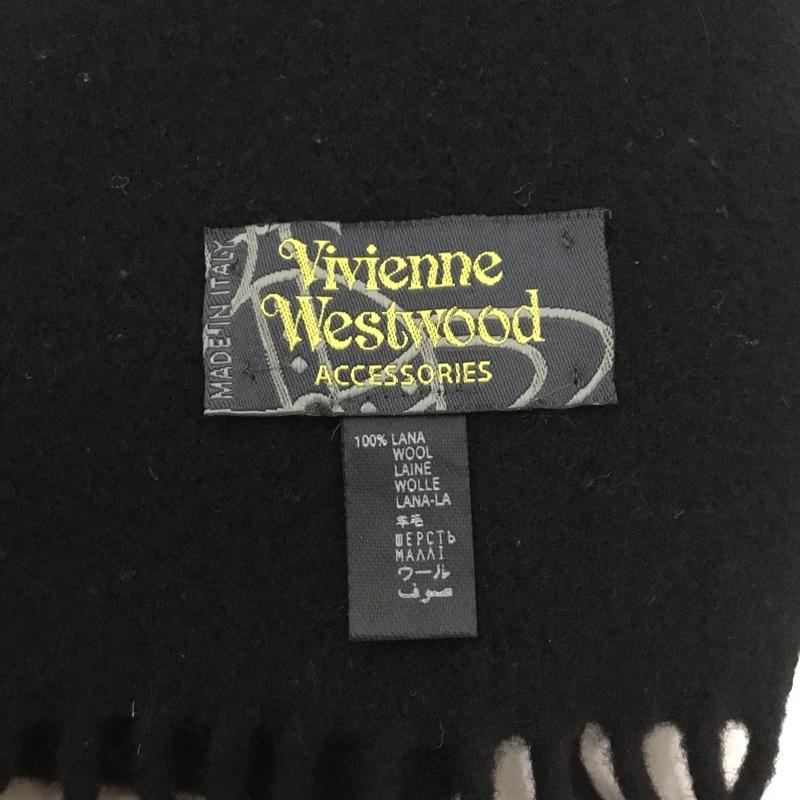 MADE IN ITALY
Vivienne
Westwood
ACCESSORIES
100% LANA
WOOL
LAINE
WOLLE
LANA-LA
羊毛
ШЕРСТЬ
ΜΑΛΛΙ
ウール
صوف